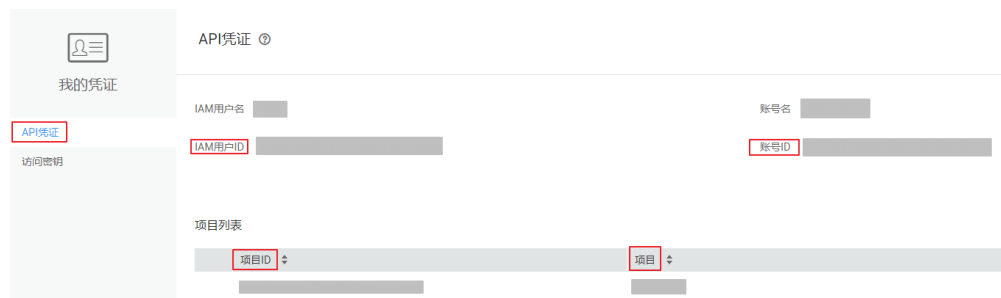 API凭证
我的凭证
IAM用户名
账号名
API凭证
IAM用户ID
账号ID
访问密钥
项目列表
项目ID
项目